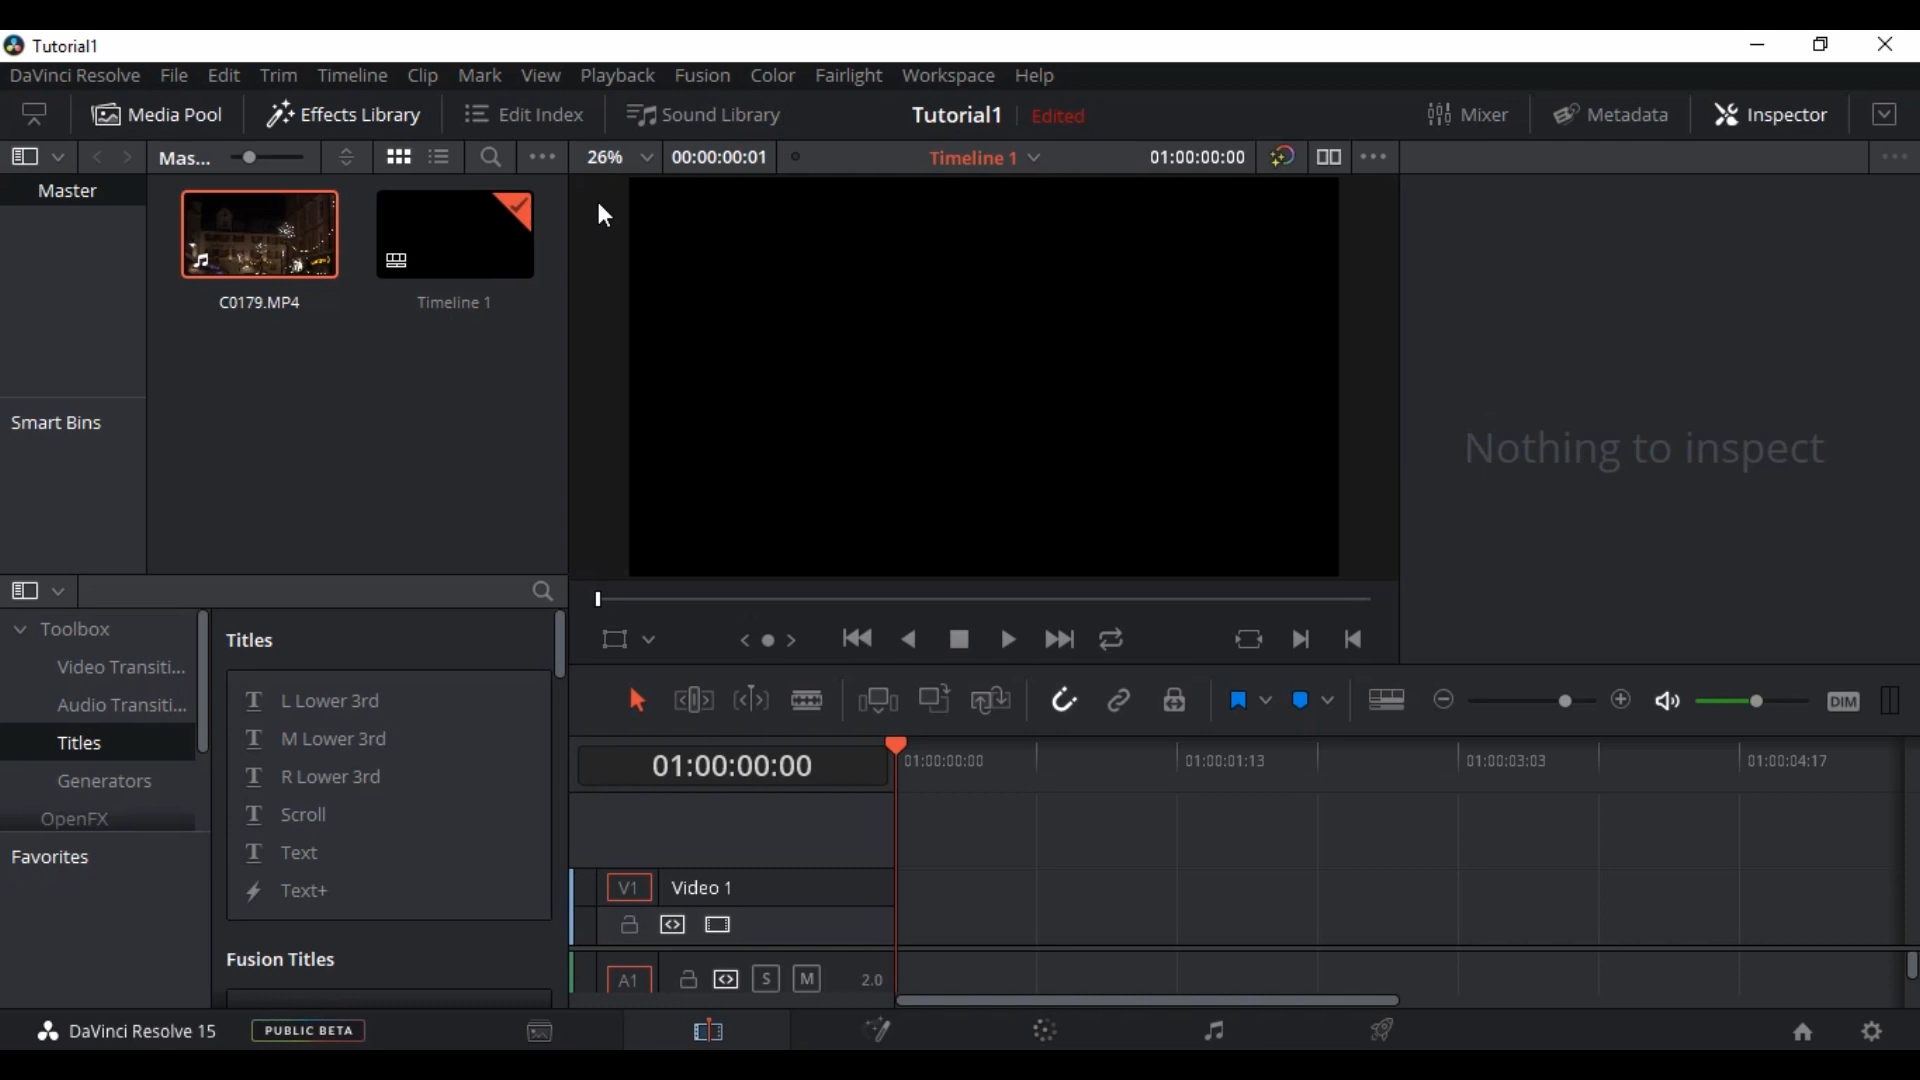 Tutorial1
DaVinci Resolve File Edit Trim Timeline Clip Mark View Playback Fusion Color Fairlight Workspace Help
Media Pool Effects Library Edit Index Sound Library Tutorial1 Edited Mixer Metadata Inspector
Mas... 26% 00:00:00:01 Timeline 1 01:00:00:00
Master
C0179.MP4 Timeline 1
Smart Bins
Nothing to inspect
Toolbox
Video Transiti...
Audio Transiti...
Titles
Generators
OpenFX
Favorites
Titles
L Lower 3rd
M Lower 3rd
R Lower 3rd
Scroll
Text
Text+
Fusion Titles
DIM
01:00:00:00 01:00:00:00 01:00:01:13 01:00:03:03 01:00:04:17
V1 Video 1
A1 S M 2.0
DaVinci Resolve 15 PUBLIC BETA